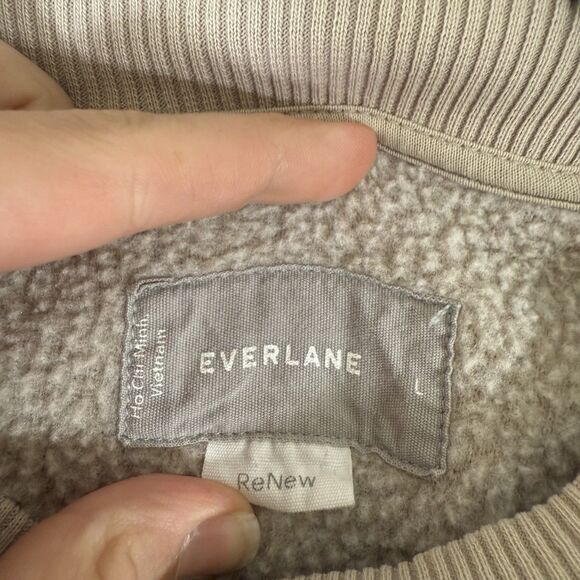 Ho Chi Minh,
Vietnam
EVERLANE
L
ReNew